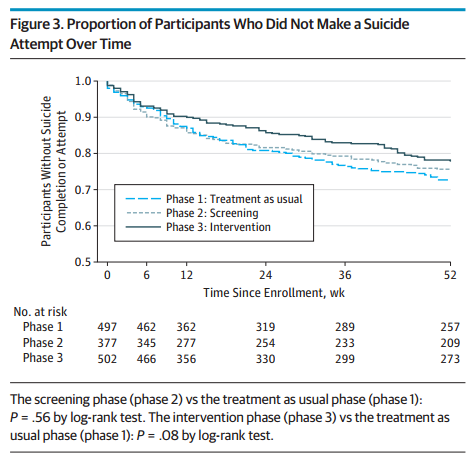 Figure 3. Proportion of Participants Who Did Not Make a Suicide
Attempt Over Time
Participants Without Suicide
Completion or Attempt
1.0
0.9
0.8
0.7
0.6
0.5
Phase 1: Treatment as usual
Phase 2: Screening
Phase 3: Intervention
0 6 12 24 36 52
Time Since Enrollment, wk
No. at risk
Phase 1 497 462 362 319 289 257
Phase 2 377 345 277 254 233 209
Phase 3 502 466 356 330 299 273
The screening phase (phase 2) vs the treatment as usual phase (phase 1):
P = .56 by log-rank test. The intervention phase (phase 3) vs the treatment as
usual phase (phase 1): P = .08 by log-rank test.